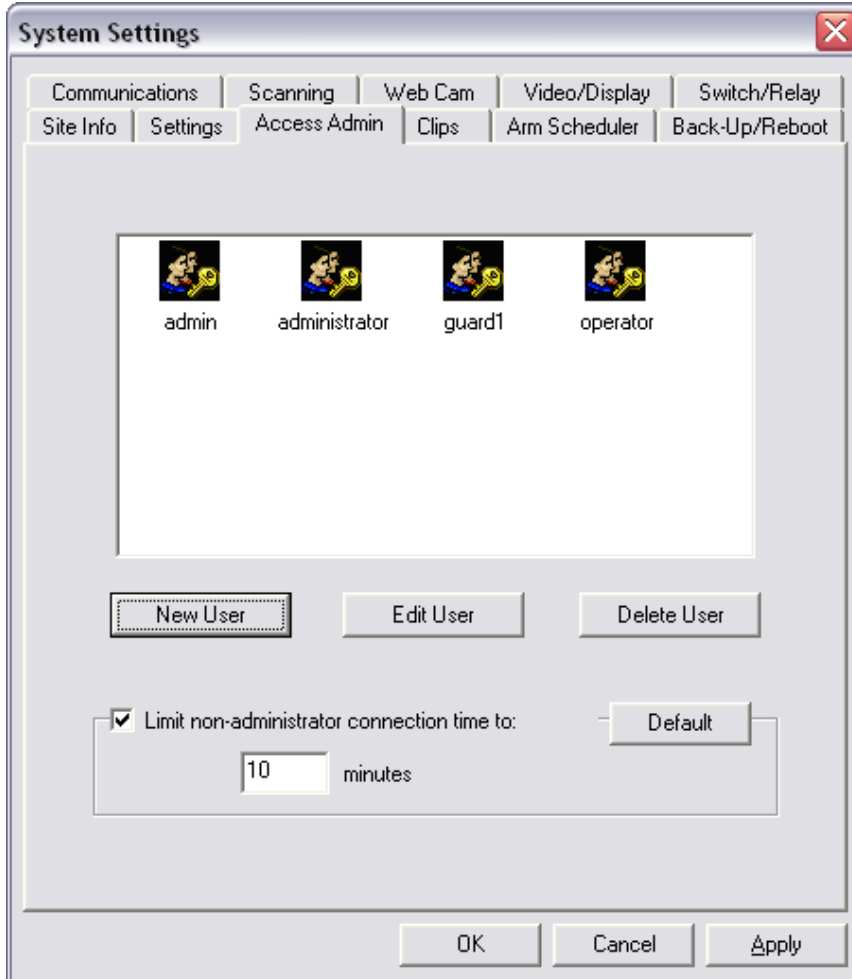 System Settings
Communications Scanning Web Cam Video/Display Switch/Relay
Site Info Settings Access Admin Clips Arm Scheduler Back-Up/Reboot
admin administrator guard1 operator
New User Edit User Delete User
Limit non-administrator connection time to: Default
10 minutes
OK Cancel Apply